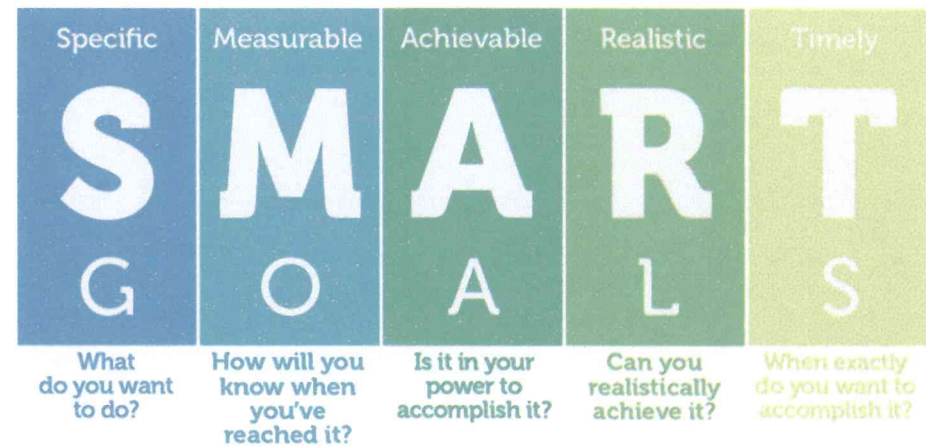 Specific Measurable Achievable Realistic Timely
S M A R T
G O A L S
What
do you want
to do?
How will you
know when
you've
reached it?
Is it in your
power to
accomplish it?
Can you
realistically
achieve it?
When exactly
do you want to
accomplish it?